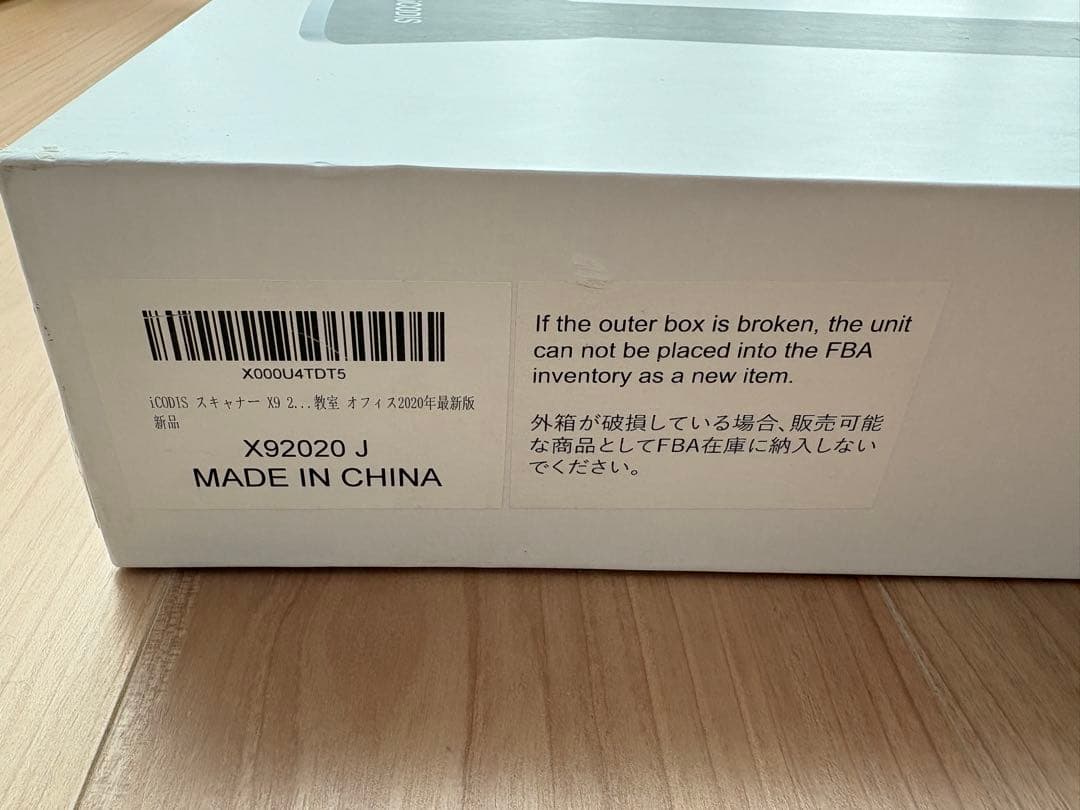 iCODIS
X000U4TDT5
iCODIS スキャナー X9 2...教室 オフィス2020年最新版
新品
X92020 J
MADE IN CHINA
If the outer box is broken, the unit
can not be placed into the FBA
inventory as a new item.
外箱が破損している場合、販売可能
な商品としてFBA在庫に納入しない
でください。